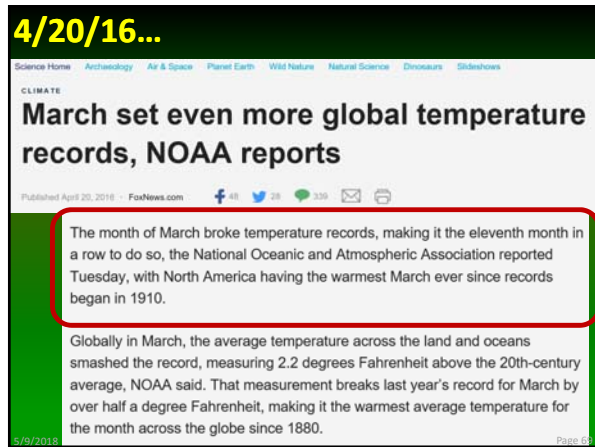 4/20/16...
Science Home Archaeology Air & Space Planet Earth Wild Nature Natural Science Dinosaurs Slideshows
CLIMATE
March set even more global temperature
records, NOAA reports
Published April 20, 2016 · FoxNews.com 48 28 339
The month of March broke temperature records, making it the eleventh month in
a row to do so, the National Oceanic and Atmospheric Association reported
Tuesday, with North America having the warmest March ever since records
began in 1910.
Globally in March, the average temperature across the land and oceans
smashed the record, measuring 2.2 degrees Fahrenheit above the 20th-century
average, NOAA said. That measurement breaks last year's record for March by
over half a degree Fahrenheit, making it the warmest average temperature for
the month across the globe since 1880.
5/9/2018 Page 69